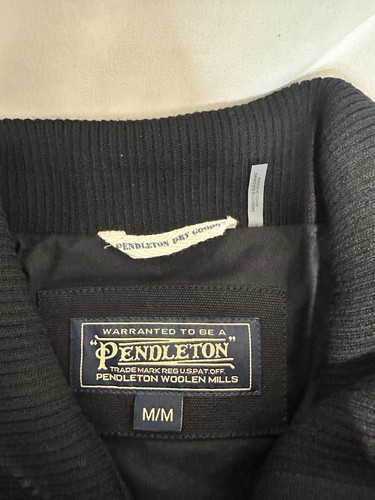 PENDLETON DRY GOODS
WARRANTED TO BE A
"PENDLETON"
TRADE MARK REG U.S.PAT.OFF.
PENDLETON WOOLEN MILLS
M/M